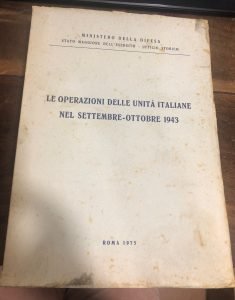 MINISTERO DELLA DIFESA
STATO MAGGIORE DELL'ESERCITO - UFFICIO STORICO
LE OPERAZIONI DELLE UNITÀ ITALIANE
NEL SETTEMBRE-OTTOBRE 1943
ROMA 1975